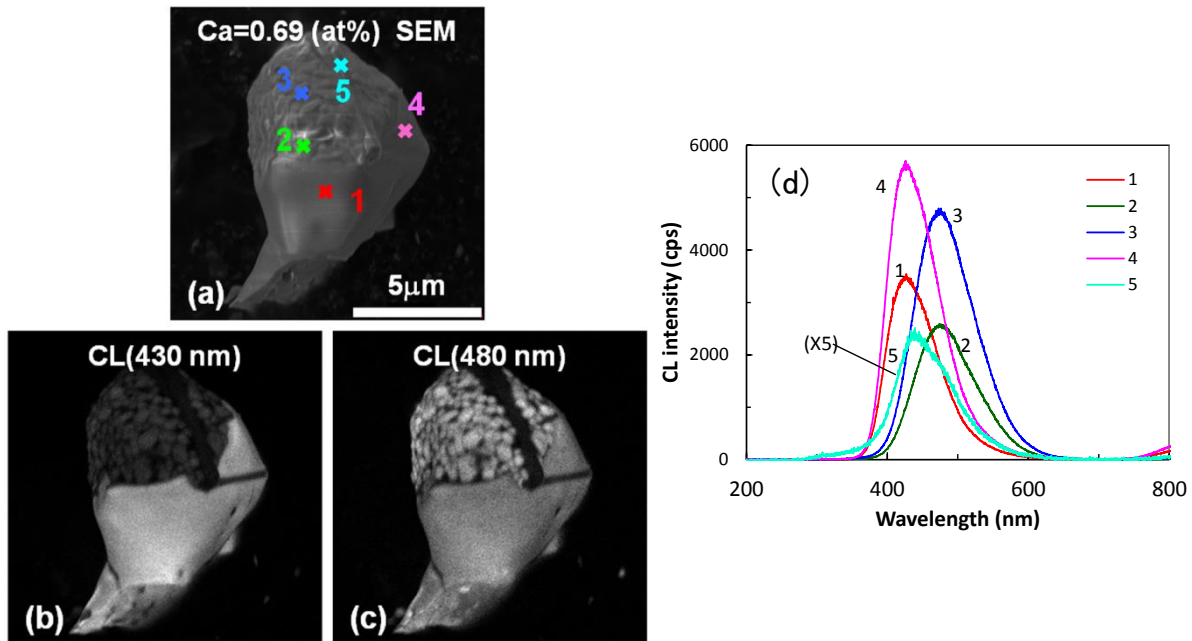 Ca=0.69 (at%) SEM
3
5
4
2
1
(a)
5μm
CL(430 nm)
(b)
CL(480 nm)
(c)
(d)
CL intensity (cps)
6000
4000
2000
0
200
400
600
800
Wavelength (nm)
4
3
1
2
5
(X5)
1
2
3
4
5